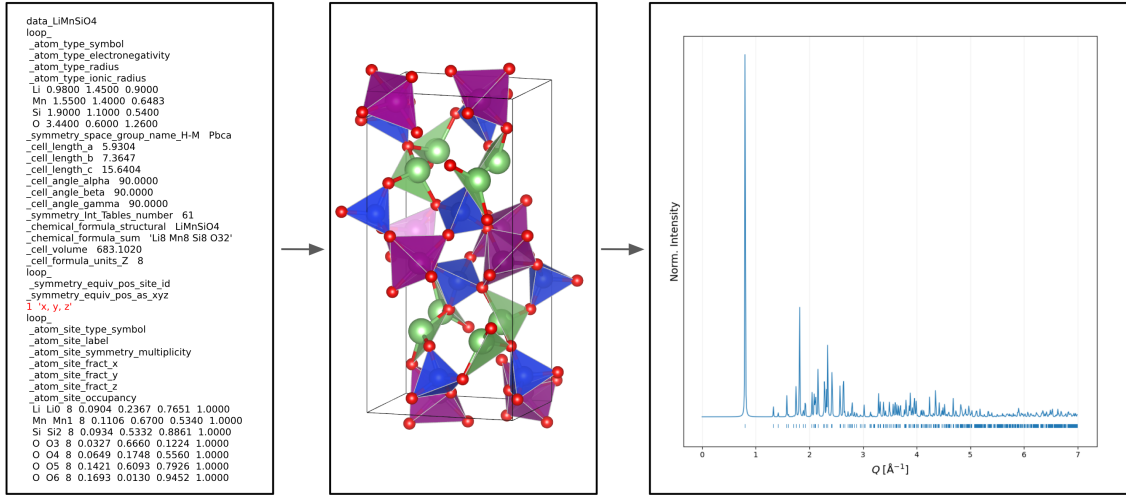 data_LiMnSiO4
loop_
_atom_type_symbol
_atom_type_electronegativity
_atom_type_radius
_atom_type_ionic_radius
Li 0.9800 1.4500 0.9000
Mn 1.5500 1.4000 0.6483
Si 1.9000 1.1000 0.5400
O 3.4400 0.6000 1.2600
_symmetry_space_group_name_H-M Pbca
_cell_length_a 5.9304
_cell_length_b 7.3647
_cell_length_c 15.6404
_cell_angle_alpha 90.0000
_cell_angle_beta 90.0000
_cell_angle_gamma 90.0000
_symmetry_Int_Tables_number 61
_chemical_formula_structural LiMnSiO4
_chemical_formula_sum 'Li8 Mn8 Si8 O32'
_cell_volume 683.1020
_cell_formula_units_Z 8
loop_
_symmetry_equiv_pos_site_id
_symmetry_equiv_pos_as_xyz
1 'x, y, z'
loop_
_atom_site_type_symbol
_atom_site_label
_atom_site_symmetry_multiplicity
_atom_site_fract_x
_atom_site_fract_y
_atom_site_fract_z
_atom_site_occupancy
Li Li0 8 0.0904 0.2367 0.7651 1.0000
Mn Mn1 8 0.1106 0.6700 0.5340 1.0000
Si Si2 8 0.0934 0.5332 0.8861 1.0000
O O3 8 0.0327 0.6660 0.1224 1.0000
O O4 8 0.0649 0.1748 0.5560 1.0000
O O5 8 0.1421 0.6093 0.7926 1.0000
O O6 8 0.1693 0.0130 0.9452 1.0000
Norm. Intensity
0 1 2 3 4 5 6 7
Q [Å⁻¹]